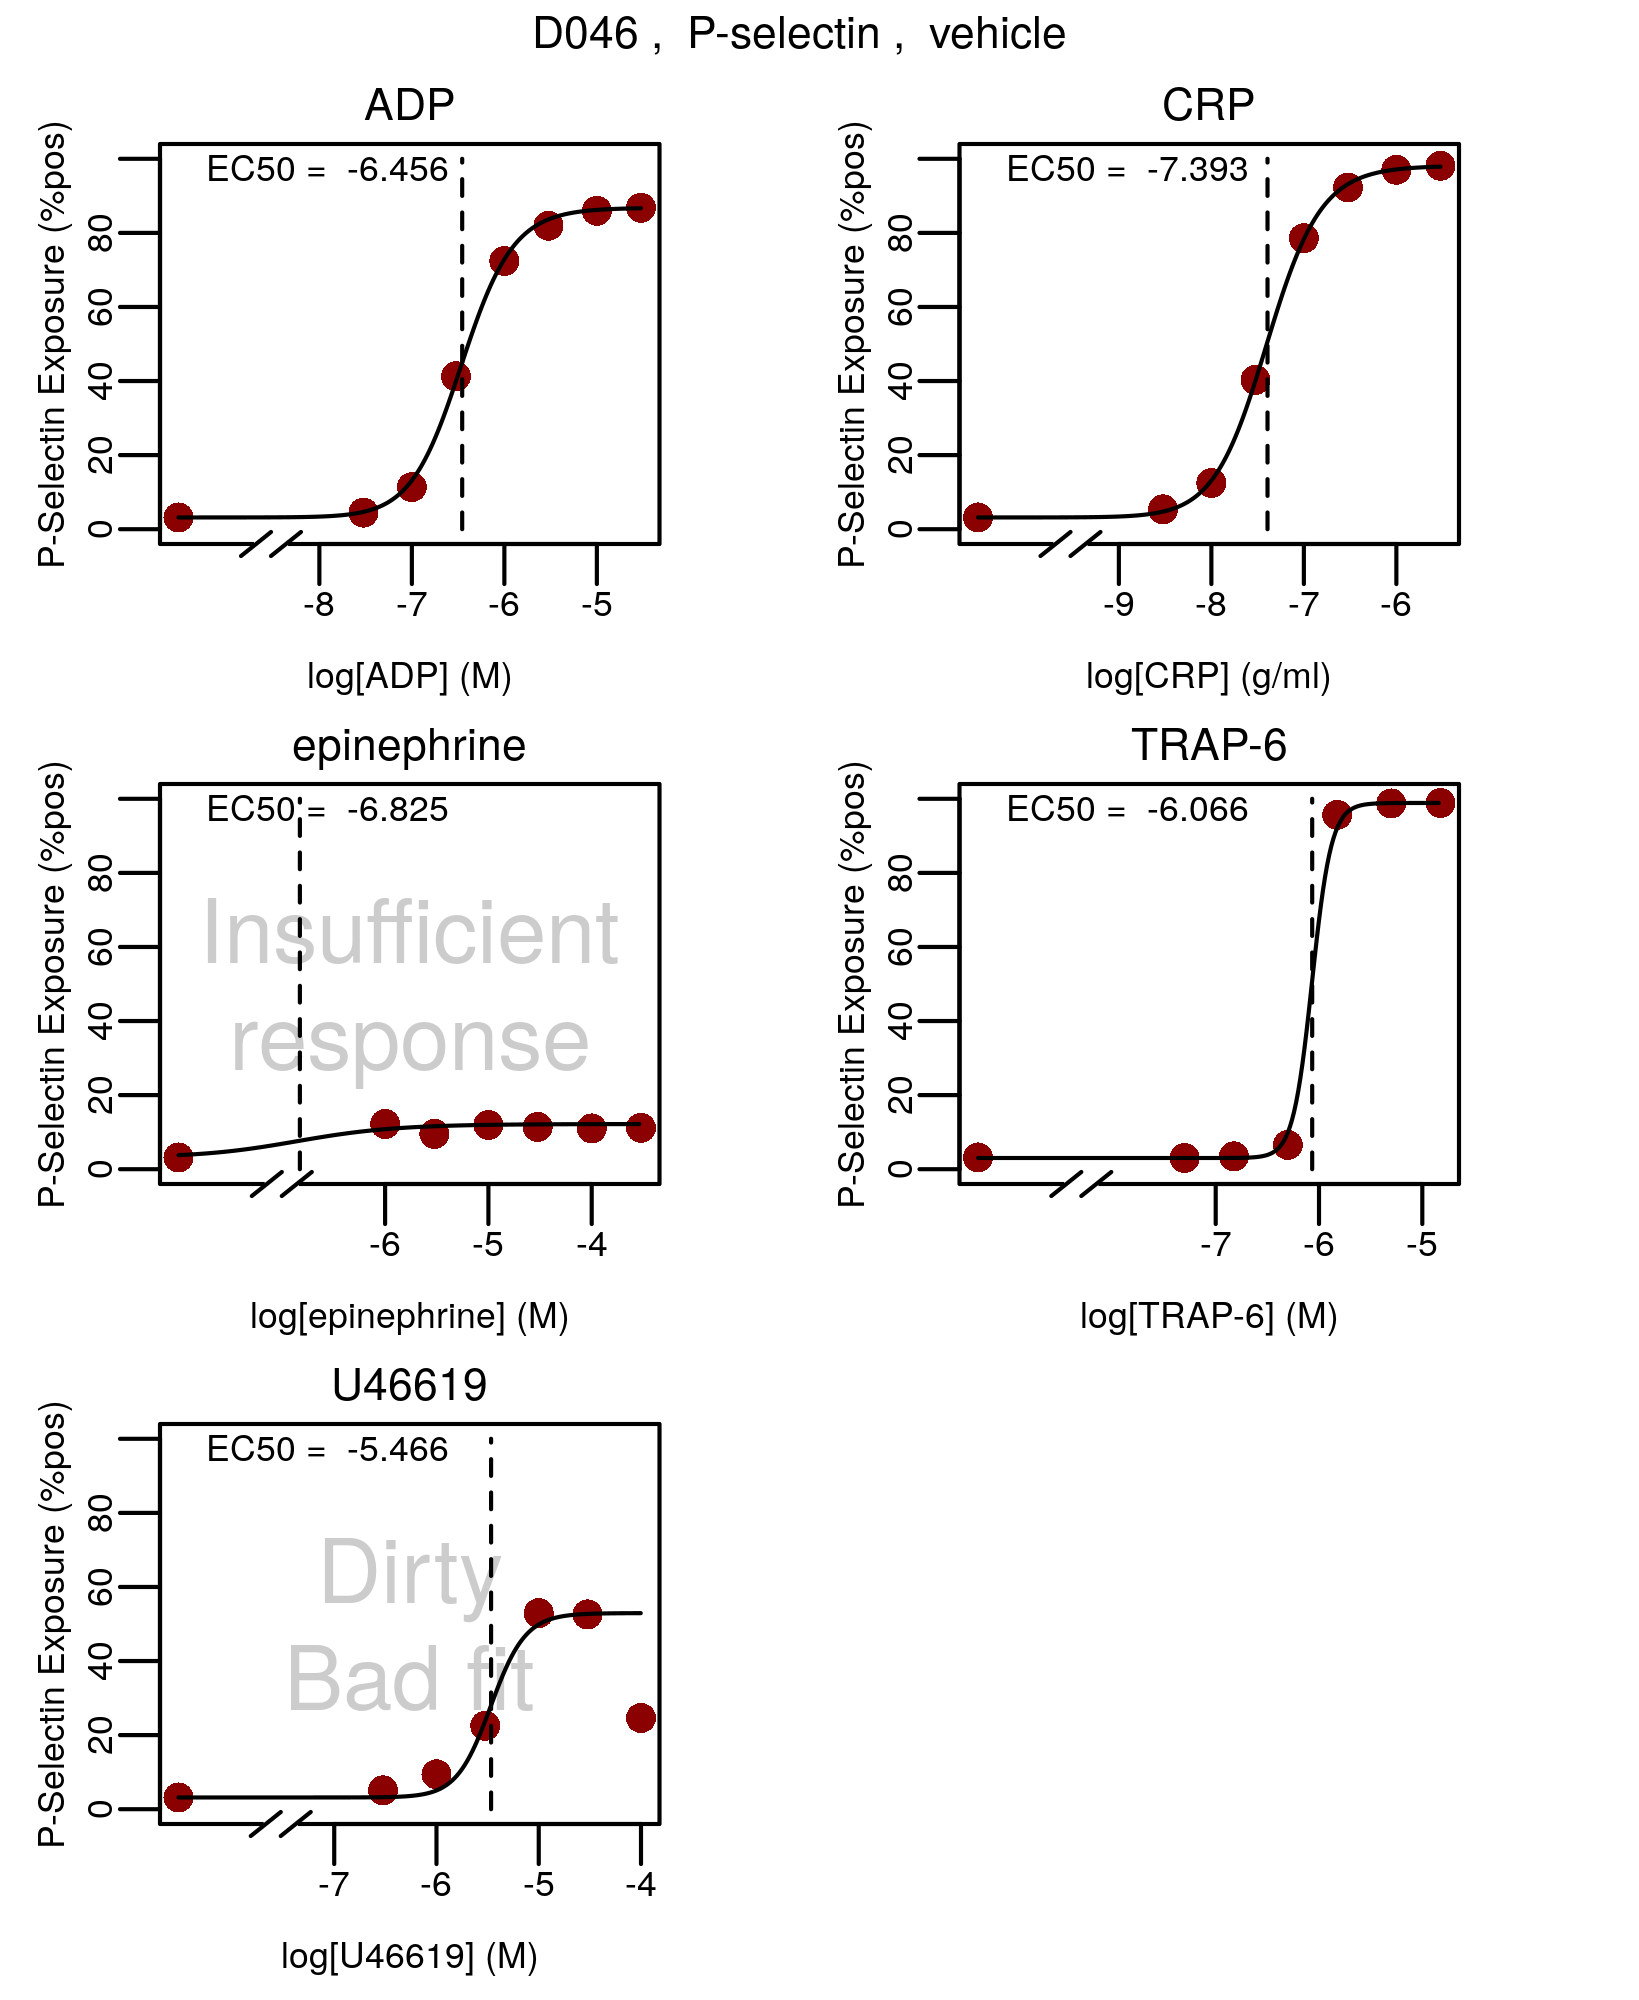 D046 ,  P-selectin ,  vehicle
ADP
EC50 =  -6.456
P-Selectin Exposure (%pos)
0 20 40 60 80
-8 -7 -6 -5
log[ADP] (M)
CRP
EC50 =  -7.393
P-Selectin Exposure (%pos)
0 20 40 60 80
-9 -8 -7 -6
log[CRP] (g/ml)
epinephrine
EC50 =  -6.825
Insufficient
response
P-Selectin Exposure (%pos)
0 20 40 60 80
-6 -5 -4
log[epinephrine] (M)
TRAP-6
EC50 =  -6.066
P-Selectin Exposure (%pos)
0 20 40 60 80
-7 -6 -5
log[TRAP-6] (M)
U46619
EC50 =  -5.466
Dirty
Bad fit
P-Selectin Exposure (%pos)
0 20 40 60 80
-7 -6 -5 -4
log[U46619] (M)